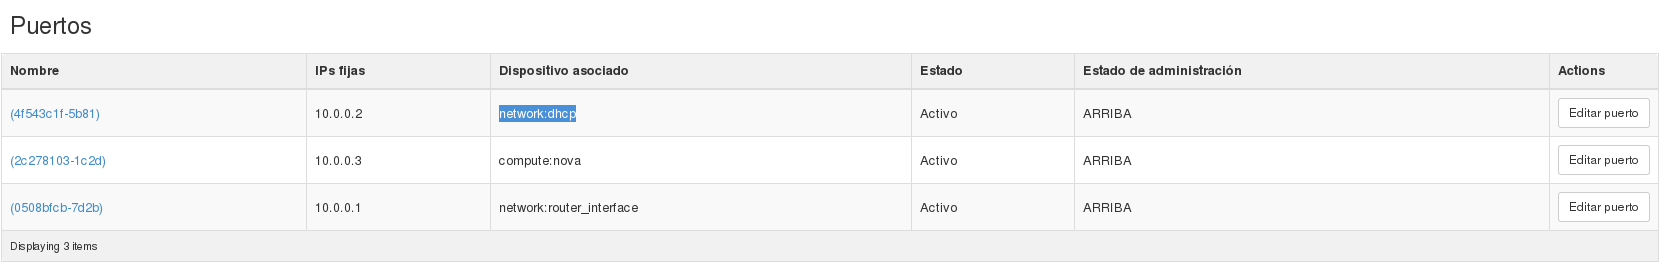 Puertos
Nombre IPs fijas Dispositivo asociado Estado Estado de administración Actions
(4f543c1f-5b81) 10.0.0.2 network:dhcp Activo ARRIBA Editar puerto
(2c278103-1c2d) 10.0.0.3 compute:nova Activo ARRIBA Editar puerto
(0508bfcb-7d2b) 10.0.0.1 network:router_interface Activo ARRIBA Editar puerto
Displaying 3 items